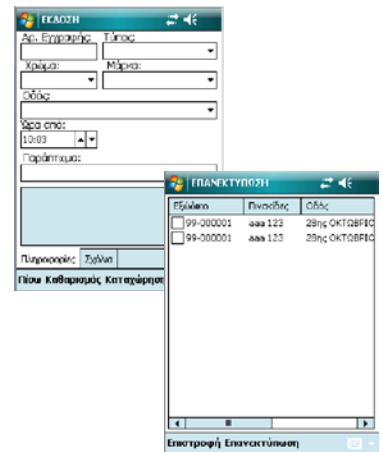 ΕΚΔΟΣΗ
Αρ. Εγγραφής Τύπος:
Χρώμα: Μάρκα:
Οδός:
Ώρα από:
10:03
Παράπτωμα:
Πληροφορίες Σχόλια
Πίσω Καθαρισμός Καταχώρηση
ΕΠΑΝΕΚΤΥΠΩΣΗ
Εξώδικο Πινακίδες Οδός
99-000001 aaa 123 28ης ΟΚΤΩΒΡΙΟ
99-000001 aaa 123 28ης ΟΚΤΩΒΡΙΟ
Επιστροφή Επανεκτύπωση